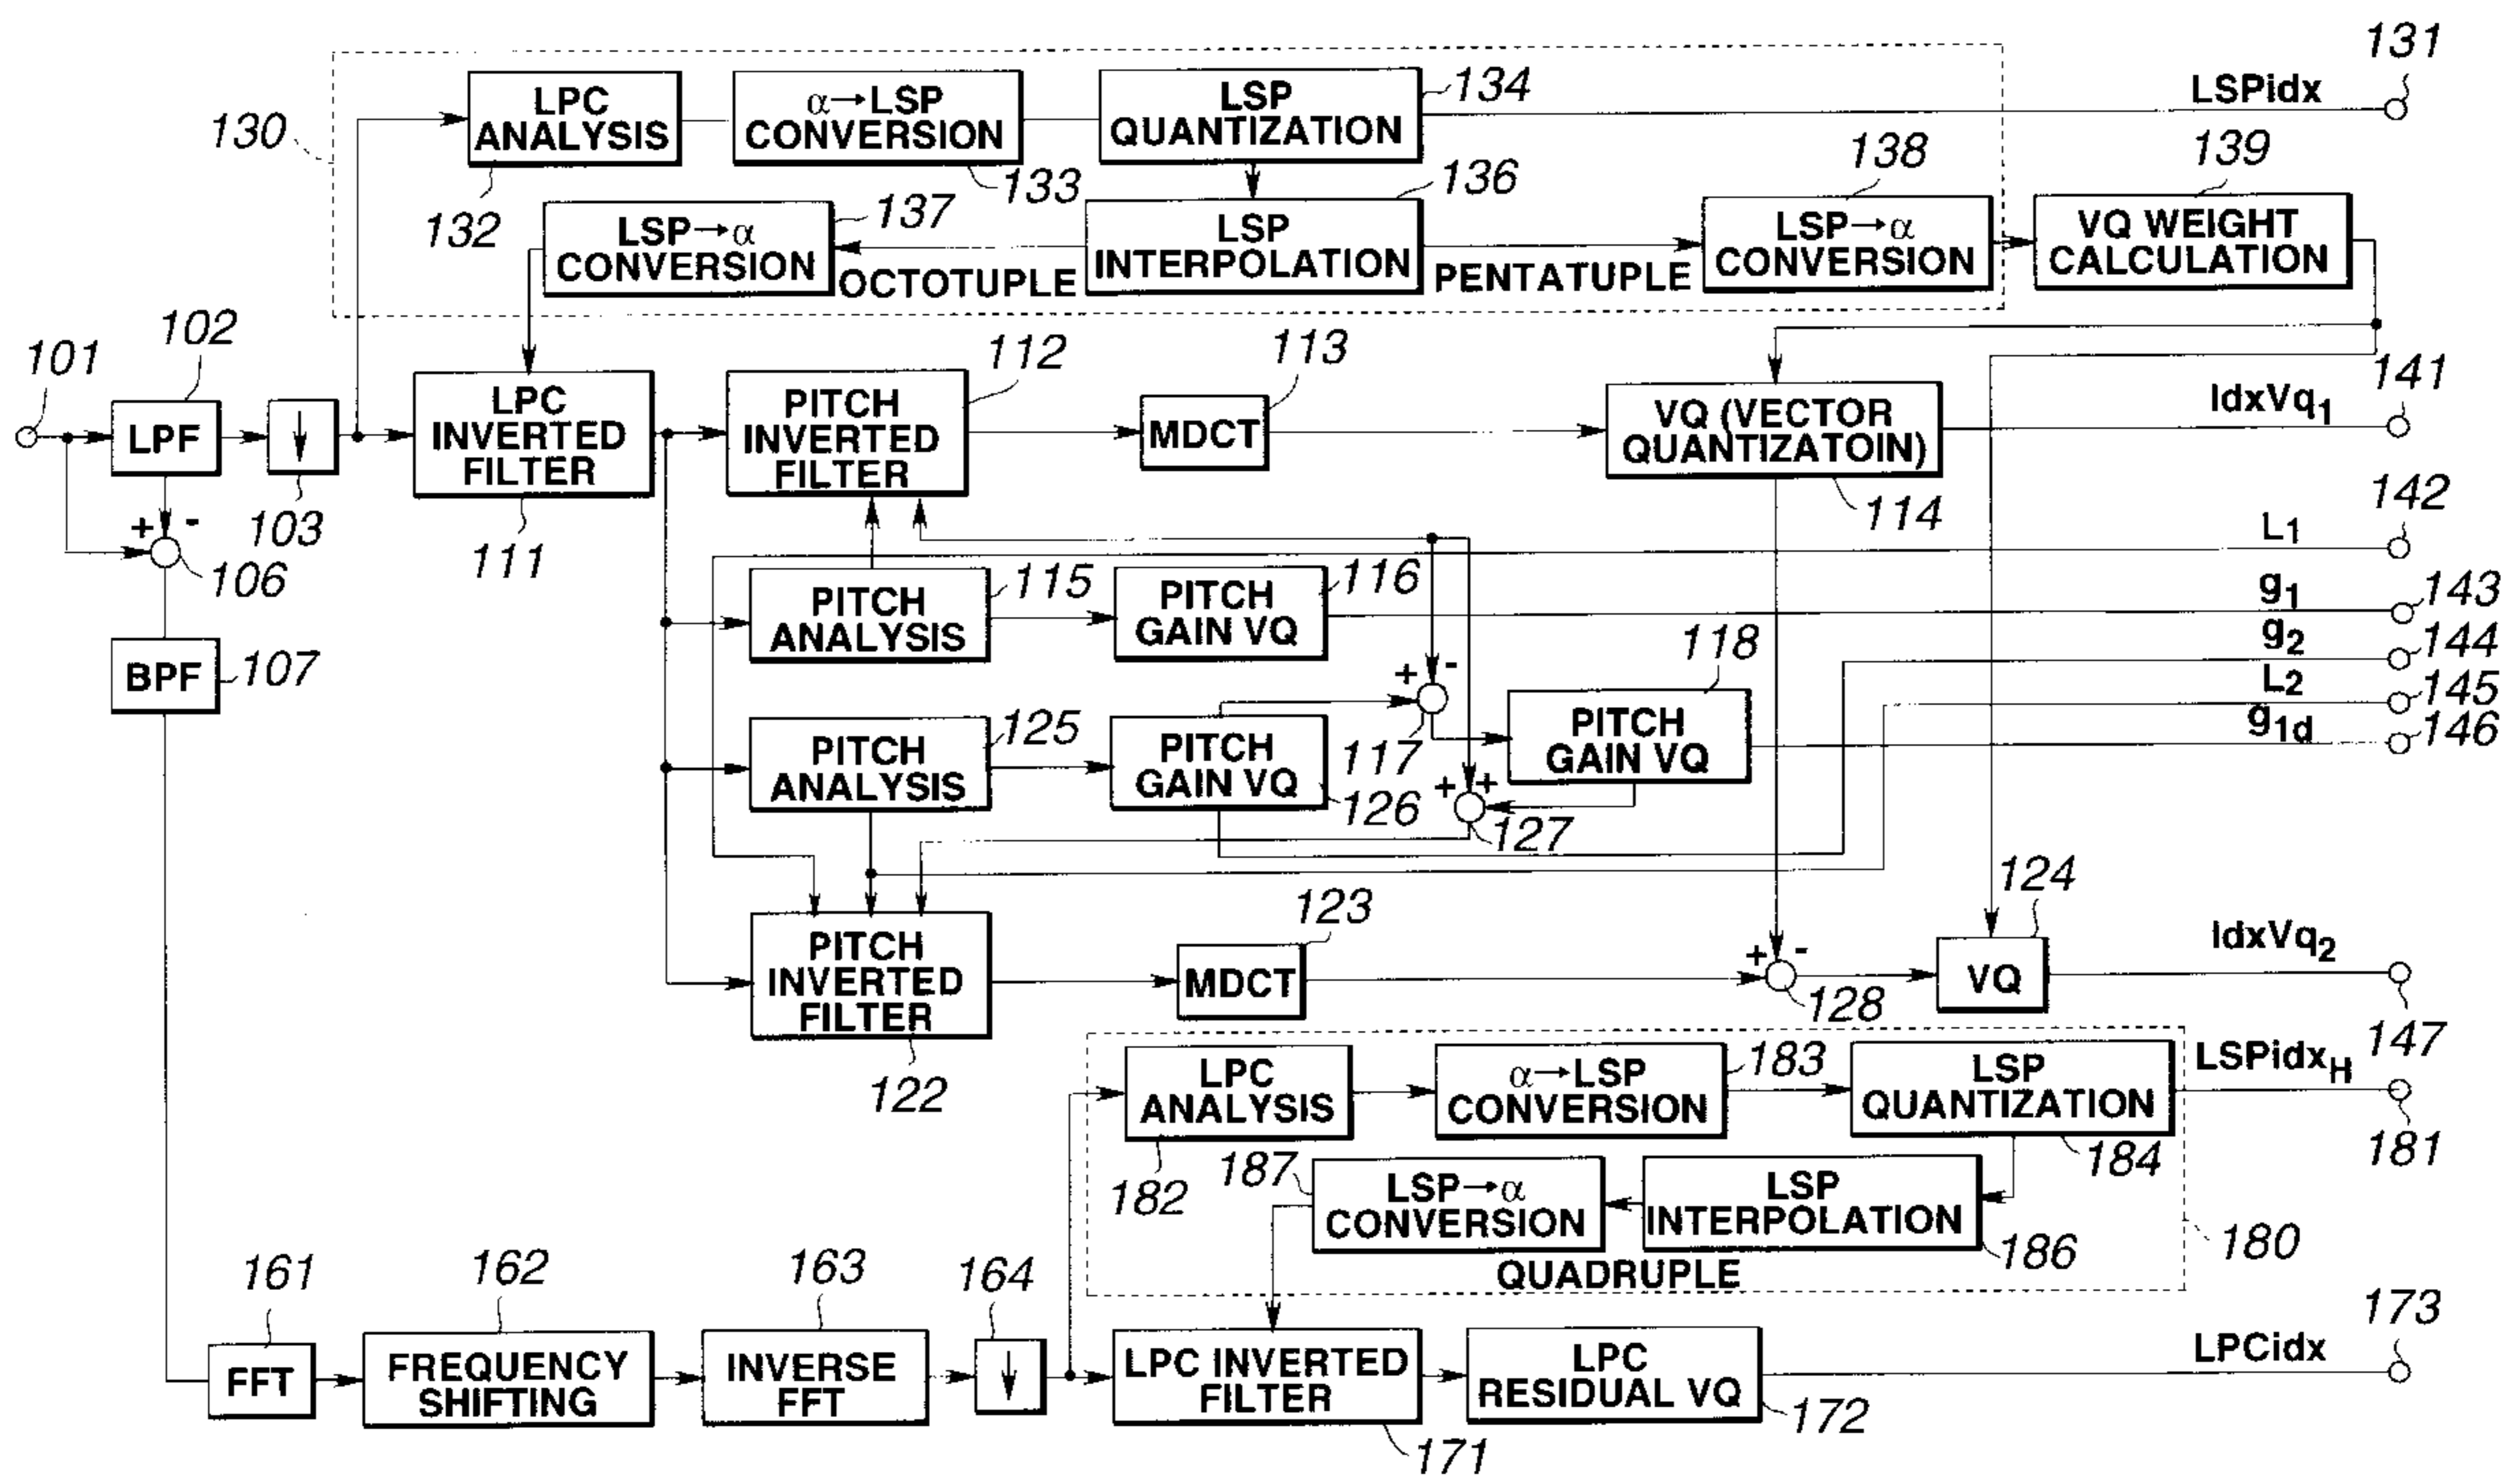 131
LSPidx
130
LPC
ANALYSIS
132
α→LSP
CONVERSION
133
LSP
QUANTIZATION
134
136
138
139
LSP→α
CONVERSION
137
OCTOTUPLE
LSP
INTERPOLATION
PENTATUPLE
LSP→α
CONVERSION
VQ WEIGHT
CALCULATION
101
102
LPF
↓
103
+ -
106
LPC
INVERTED
FILTER
111
PITCH
INVERTED
FILTER
112
MDCT
113
VQ (VECTOR
QUANTIZATOIN)
114
IdxVq1
141
L1
142
PITCH
ANALYSIS
115
PITCH
GAIN VQ
116
g1
143
g2
144
L2
145
g1d
146
BPF
107
PITCH
ANALYSIS
125
PITCH
GAIN VQ
126
+ -
117
PITCH
GAIN VQ
118
+ +
127
PITCH
INVERTED
FILTER
122
MDCT
123
+ -
128
VQ
124
IdxVq2
147
LPC
ANALYSIS
182
α→LSP
CONVERSION
183
LSP
QUANTIZATION
184
LSPidxH
181
187
LSP→α
CONVERSION
LSP
INTERPOLATION
186
QUADRUPLE
180
161
FFT
162
FREQUENCY
SHIFTING
163
INVERSE
FFT
164
↓
LPC INVERTED
FILTER
171
LPC
RESIDUAL VQ
172
LPCidx
173